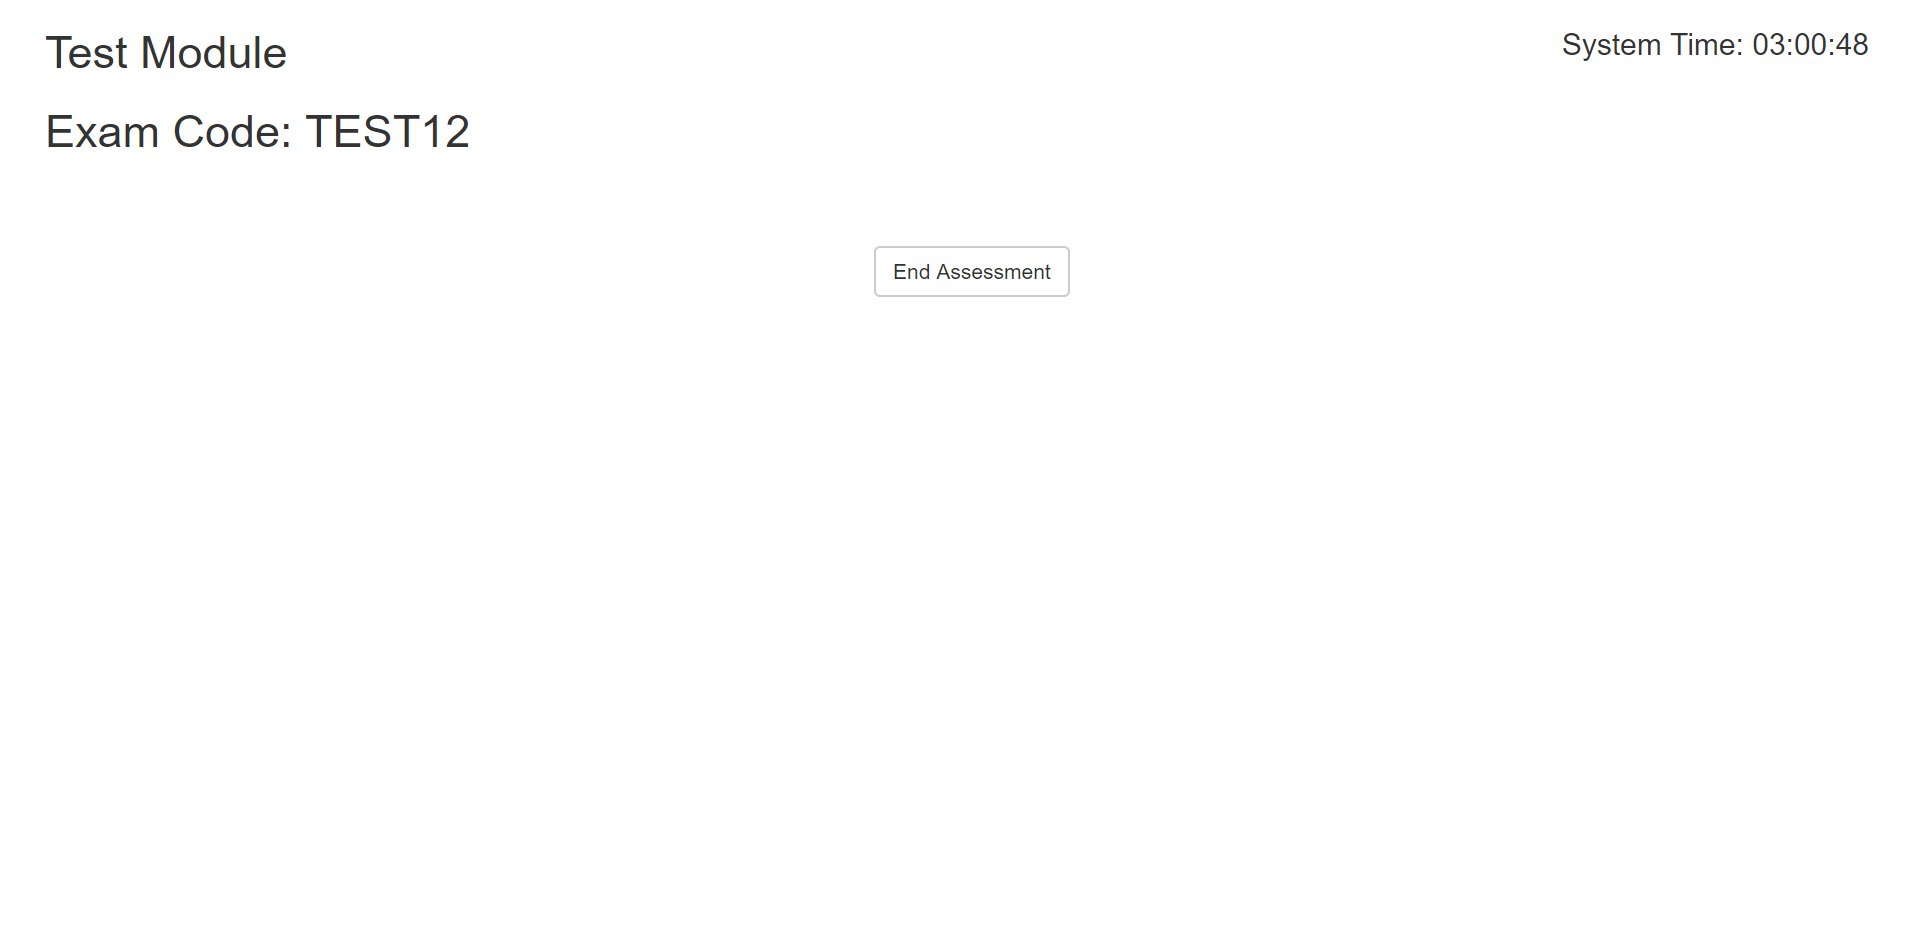 Test Module
System Time: 03:00:48
Exam Code: TEST12
End Assessment